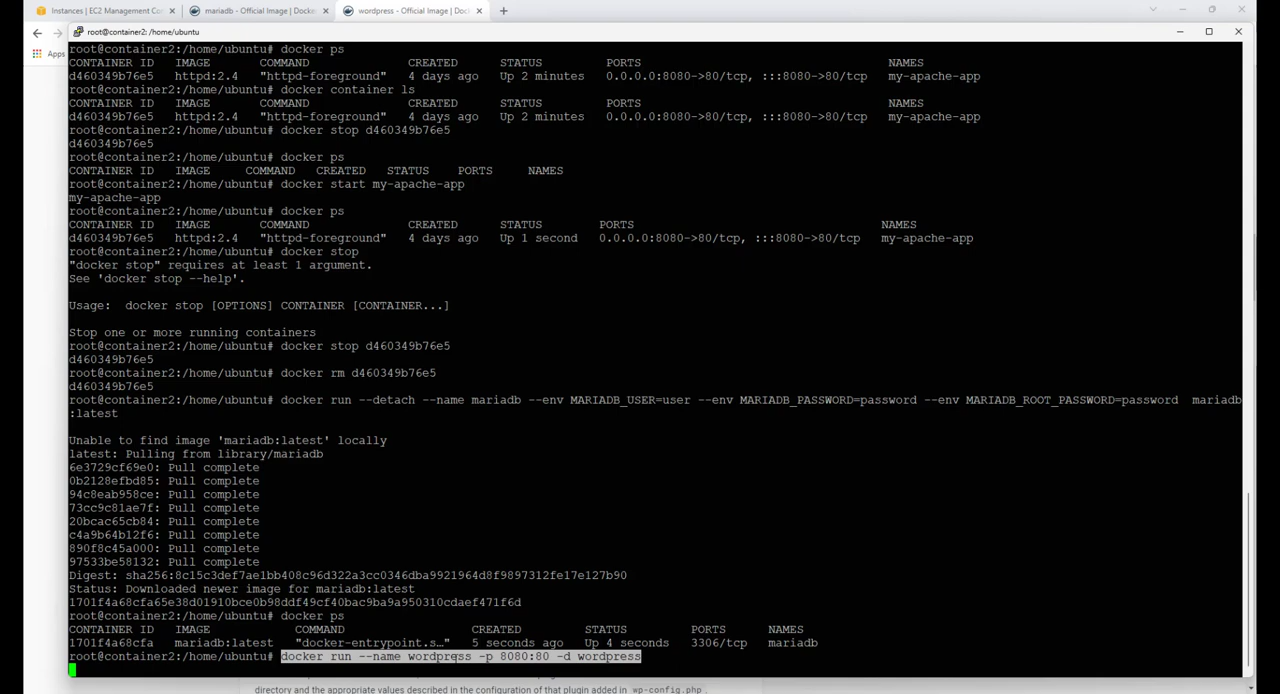 Instances | EC2 Management Co
mariadb - Official Image | Docke
wordpress - Official Image | Doc
Apps
root@container2: /home/ubuntu
root@container2:/home/ubuntu# docker ps
CONTAINER ID IMAGE COMMAND CREATED STATUS PORTS NAMES
d460349b76e5 httpd:2.4 "httpd-foreground" 4 days ago Up 2 minutes 0.0.0.0:8080->80/tcp, :::8080->80/tcp my-apache-app
root@container2:/home/ubuntu# docker container ls
CONTAINER ID IMAGE COMMAND CREATED STATUS PORTS NAMES
d460349b76e5 httpd:2.4 "httpd-foreground" 4 days ago Up 2 minutes 0.0.0.0:8080->80/tcp, :::8080->80/tcp my-apache-app
root@container2:/home/ubuntu# docker stop d460349b76e5
d460349b76e5
root@container2:/home/ubuntu# docker ps
CONTAINER ID IMAGE COMMAND CREATED STATUS PORTS NAMES
root@container2:/home/ubuntu# docker start my-apache-app
my-apache-app
root@container2:/home/ubuntu# docker ps
CONTAINER ID IMAGE COMMAND CREATED STATUS PORTS NAMES
d460349b76e5 httpd:2.4 "httpd-foreground" 4 days ago Up 1 second 0.0.0.0:8080->80/tcp, :::8080->80/tcp my-apache-app
root@container2:/home/ubuntu# docker stop
"docker stop" requires at least 1 argument.
See 'docker stop --help'.
Usage: docker stop [OPTIONS] CONTAINER [CONTAINER...]
Stop one or more running containers
root@container2:/home/ubuntu# docker stop d460349b76e5
d460349b76e5
root@container2:/home/ubuntu# docker rm d460349b76e5
d460349b76e5
root@container2:/home/ubuntu# docker run --detach --name mariadb --env MARIADB_USER=user --env MARIADB_PASSWORD=password --env MARIADB_ROOT_PASSWORD=password mariadb
:latest
Unable to find image 'mariadb:latest' locally
latest: Pulling from library/mariadb
6e3729cf69e0: Pull complete
0b2128efbd85: Pull complete
94c8eab958ce: Pull complete
73cc9c81ae7f: Pull complete
20bcac65cb84: Pull complete
c4a9b64b12f6: Pull complete
890f8c45a000: Pull complete
97533be58132: Pull complete
Digest: sha256:8c15c3def7ae1bb408c96d322a3cc0346dba9921964d8f9897312fe17e127b90
Status: Downloaded newer image for mariadb:latest
1701f4a68cfa65e38d01910bce0b98ddf49cf40bac9ba9a950310cdaef471f6d
root@container2:/home/ubuntu# docker ps
CONTAINER ID IMAGE COMMAND CREATED STATUS PORTS NAMES
1701f4a68cfa mariadb:latest "docker-entrypoint.s…" 5 seconds ago Up 4 seconds 3306/tcp mariadb
root@container2:/home/ubuntu# docker run --name wordpress -p 8080:80 -d wordpress
directory and the appropriate values described in the configuration of that plugin added in wp-config.php.